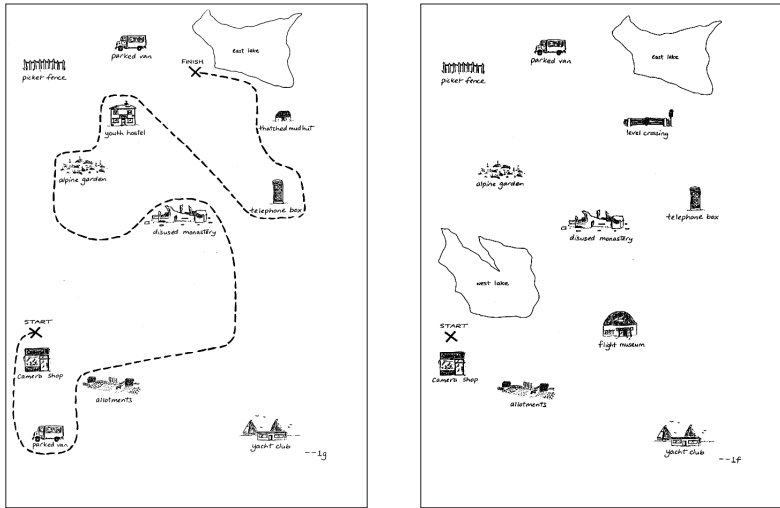 east lake
parked van
FINISH
picket fence
youth hostel
thatched mudhut
alpine garden
telephone box
disused monastery
START
camera shop
allotments
parked van
yacht club
--1g
east lake
parked van
picket fence
level crossing
alpine garden
telephone box
disused monastery
west lake
START
flight museum
camera shop
allotments
yacht club
--1f